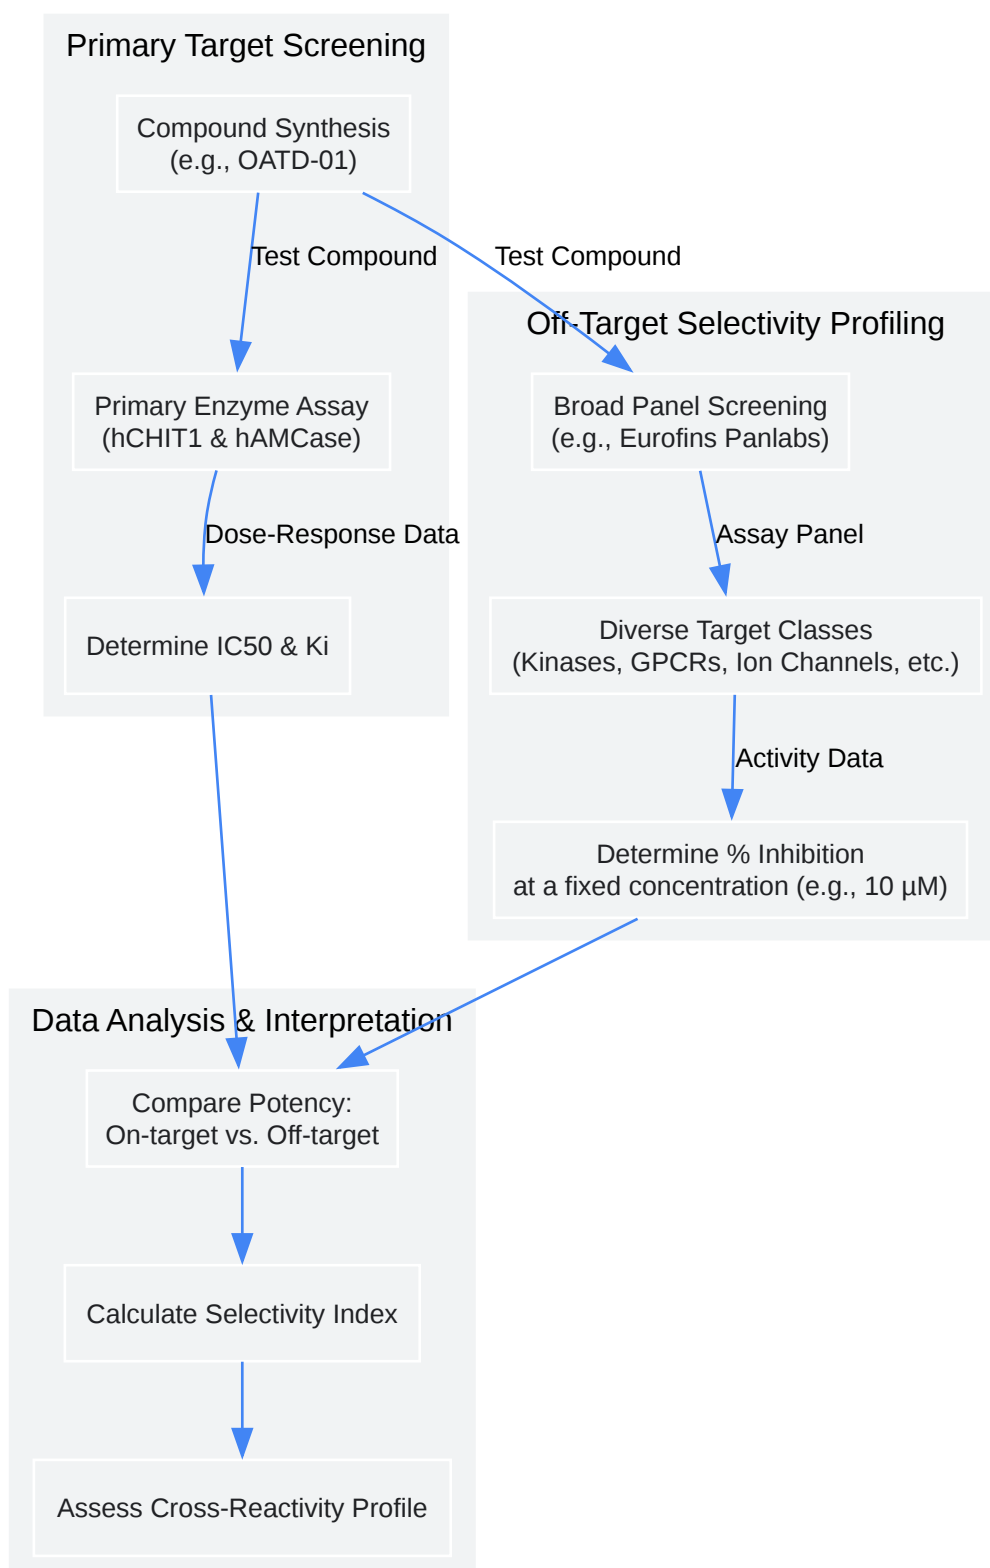 Primary Target Screening
Compound Synthesis
(e.g., OATD-01)
Test Compound
Test Compound
Off-Target Selectivity Profiling
Primary Enzyme Assay
(hCHIT1 & hAMCase)
Broad Panel Screening
(e.g., Eurofins Panlabs)
Dose-Response Data
Assay Panel
Determine IC50 & Ki
Diverse Target Classes
(Kinases, GPCRs, Ion Channels, etc.)
Activity Data
Determine % Inhibition
at a fixed concentration (e.g., 10 µM)
Data Analysis & Interpretation
Compare Potency:
On-target vs. Off-target
Calculate Selectivity Index
Assess Cross-Reactivity Profile